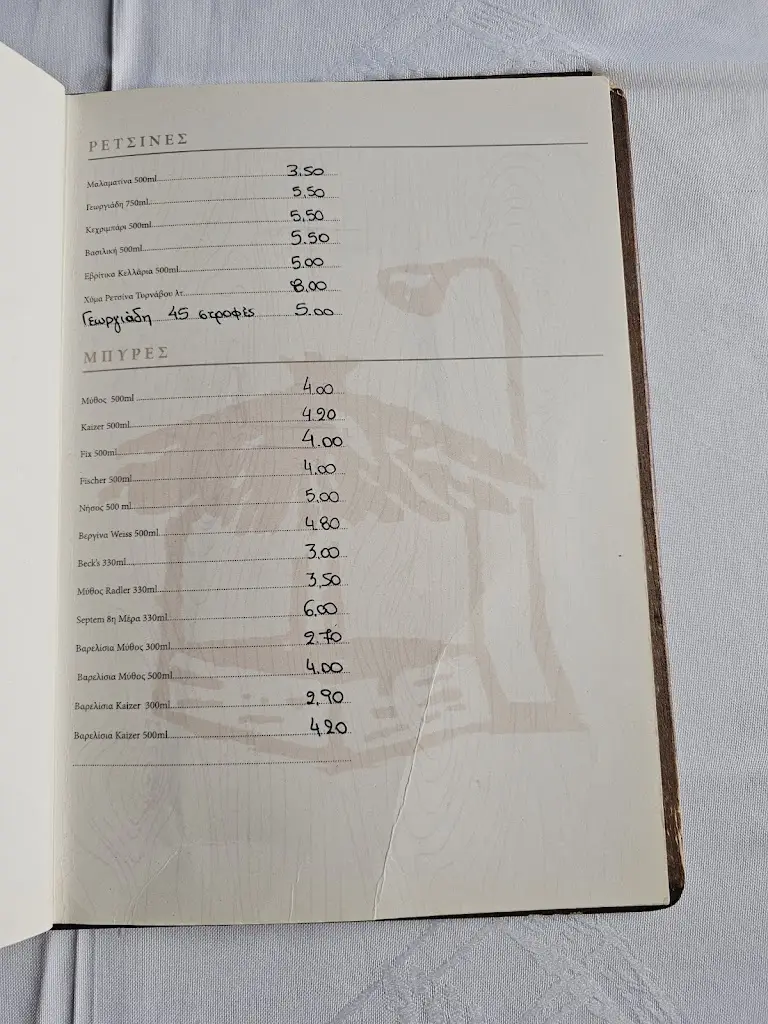 ΡΕΤΣΙΝΕΣ
Μαλαματίνα 500ml 3.50
Γεωργιάδη 750ml 5,50
Κεχριμπάρι 500ml 5,50
Βασιλική 500ml 5.50
Εβρίτικα Κελλάρια 500ml 5.00
Χύμα Ρετσίνα Τυρνάβου λτ. 8.00
Γεωργιάδη 45 στροφές 5.00
ΜΠΥΡΕΣ
Μύθος 500ml 4.00
Kaizer 500ml 4.20
Fix 500ml 4.00
Fischer 500ml 4.00
Νήσος 500 ml 5.00
Βεργίνα Weiss 500ml 4.80
Beck's 330ml 3.00
Μύθος Radler 330ml 3,50
Septem 8η Μέρα 330ml 6.00
Βαρελίσια Μύθος 300ml 2.70
Βαρελίσια Μύθος 500ml 4.00
Βαρελίσια Kaizer 300ml 2,90
Βαρελίσια Kaizer 500ml 4.20